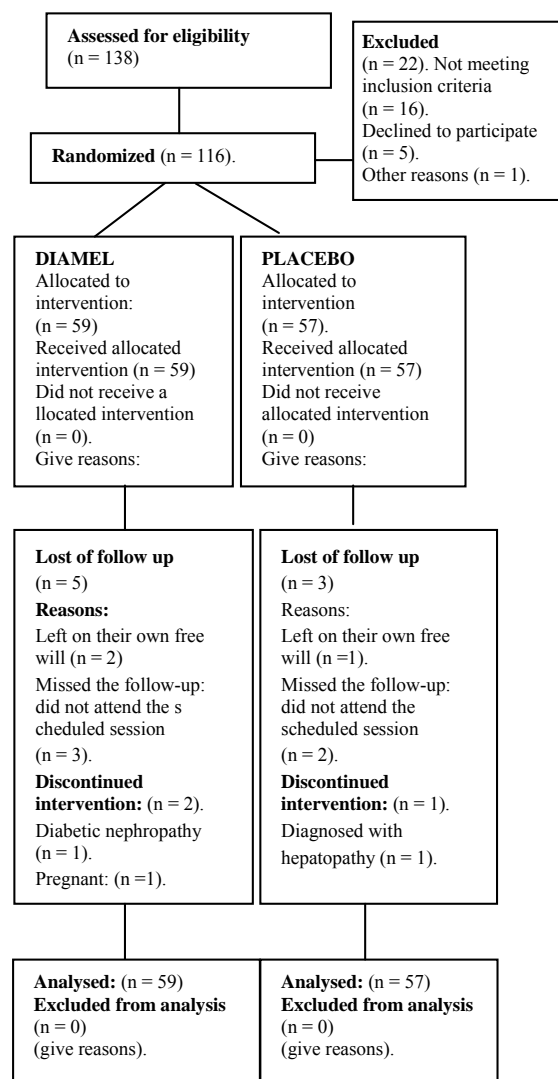 Assessed for eligibility
(n = 138)
Excluded
(n = 22). Not meeting
inclusion criteria
(n = 16).
Declined to participate
(n = 5).
Other reasons (n = 1).
Randomized (n = 116).
DIAMEL
Allocated to
intervention:
(n = 59)
Received allocated
intervention (n = 59)
Did not receive a
llocated intervention
(n = 0).
Give reasons:
PLACEBO
Allocated to
intervention
(n = 57).
Received allocated
intervention (n = 57)
Did not receive
allocated intervention
(n = 0)
Give reasons:
Lost of follow up
(n = 5)
Reasons:
Left on their own free
will (n = 2)
Missed the follow-up:
did not attend the s
cheduled session
(n = 3).
Discontinued
intervention: (n = 2).
Diabetic nephropathy
(n = 1).
Pregnant: (n =1).
Lost of follow up
(n = 3)
Reasons:
Left on their own free
will (n =1).
Missed the follow-up:
did not attend the
scheduled session
(n = 2).
Discontinued
intervention: (n = 1).
Diagnosed with
hepatopathy (n = 1).
Analysed: (n = 59)
Excluded from analysis
(n = 0)
(give reasons).
Analysed: (n = 57)
Excluded from analysis
(n = 0)
(give reasons).